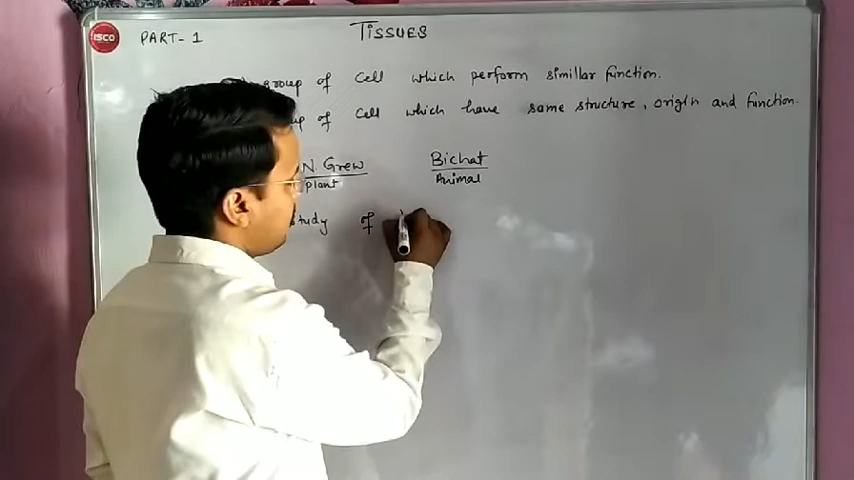 ISCO PART-1 TISSUES
group of Cell which perform simillar function.
of Cell which have same structure, origin and function.
N Grew Bichat
plant Animal
study of